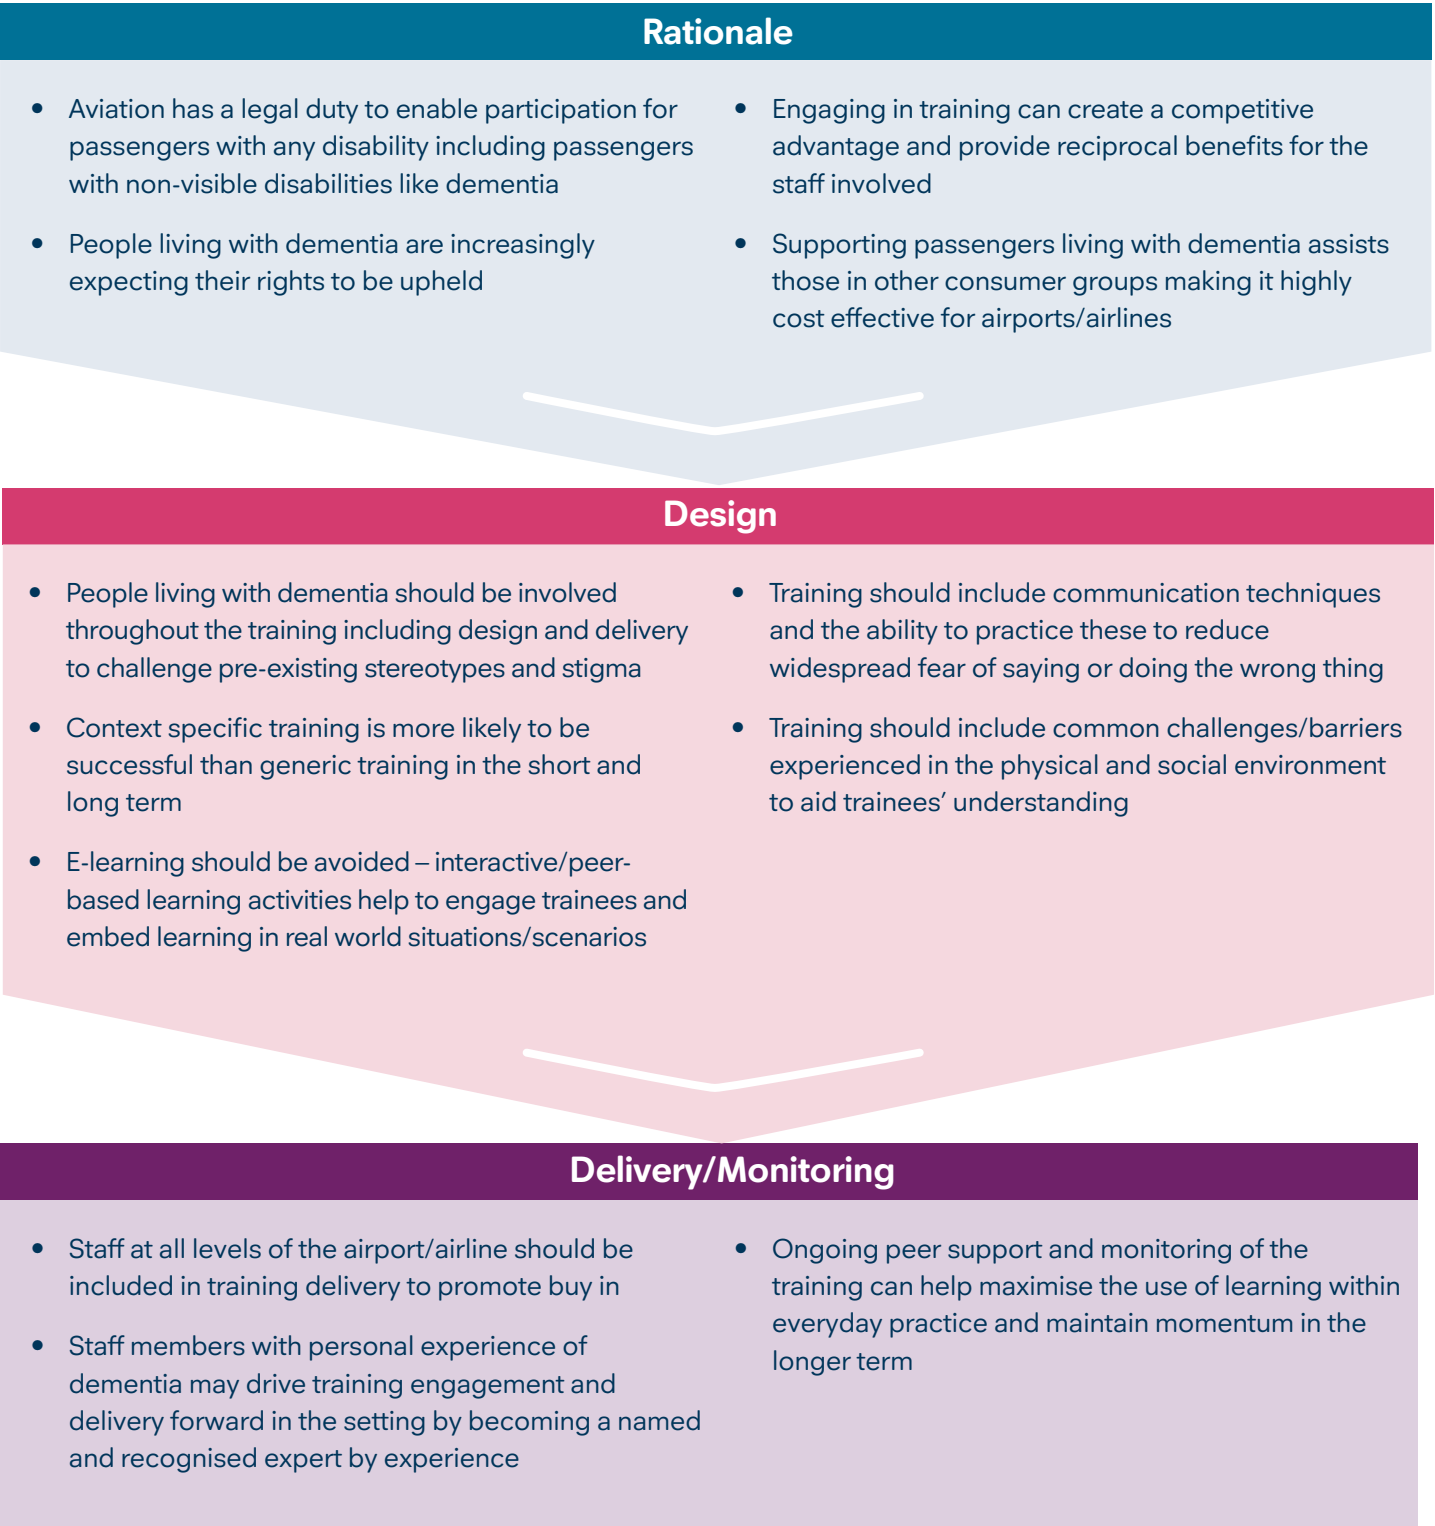 Rationale
• Aviation has a legal duty to enable participation for
passengers with any disability including passengers
with non-visible disabilities like dementia
• People living with dementia are increasingly
expecting their rights to be upheld
• Engaging in training can create a competitive
advantage and provide reciprocal benefits for the
staff involved
• Supporting passengers living with dementia assists
those in other consumer groups making it highly
cost effective for airports/airlines
Design
• People living with dementia should be involved
throughout the training including design and delivery
to challenge pre-existing stereotypes and stigma
• Context specific training is more likely to be
successful than generic training in the short and
long term
• E-learning should be avoided – interactive/peer-
based learning activities help to engage trainees and
embed learning in real world situations/scenarios
• Training should include communication techniques
and the ability to practice these to reduce
widespread fear of saying or doing the wrong thing
• Training should include common challenges/barriers
experienced in the physical and social environment
to aid trainees’ understanding
Delivery/Monitoring
• Staff at all levels of the airport/airline should be
included in training delivery to promote buy in
• Staff members with personal experience of
dementia may drive training engagement and
delivery forward in the setting by becoming a named
and recognised expert by experience
• Ongoing peer support and monitoring of the
training can help maximise the use of learning within
everyday practice and maintain momentum in the
longer term